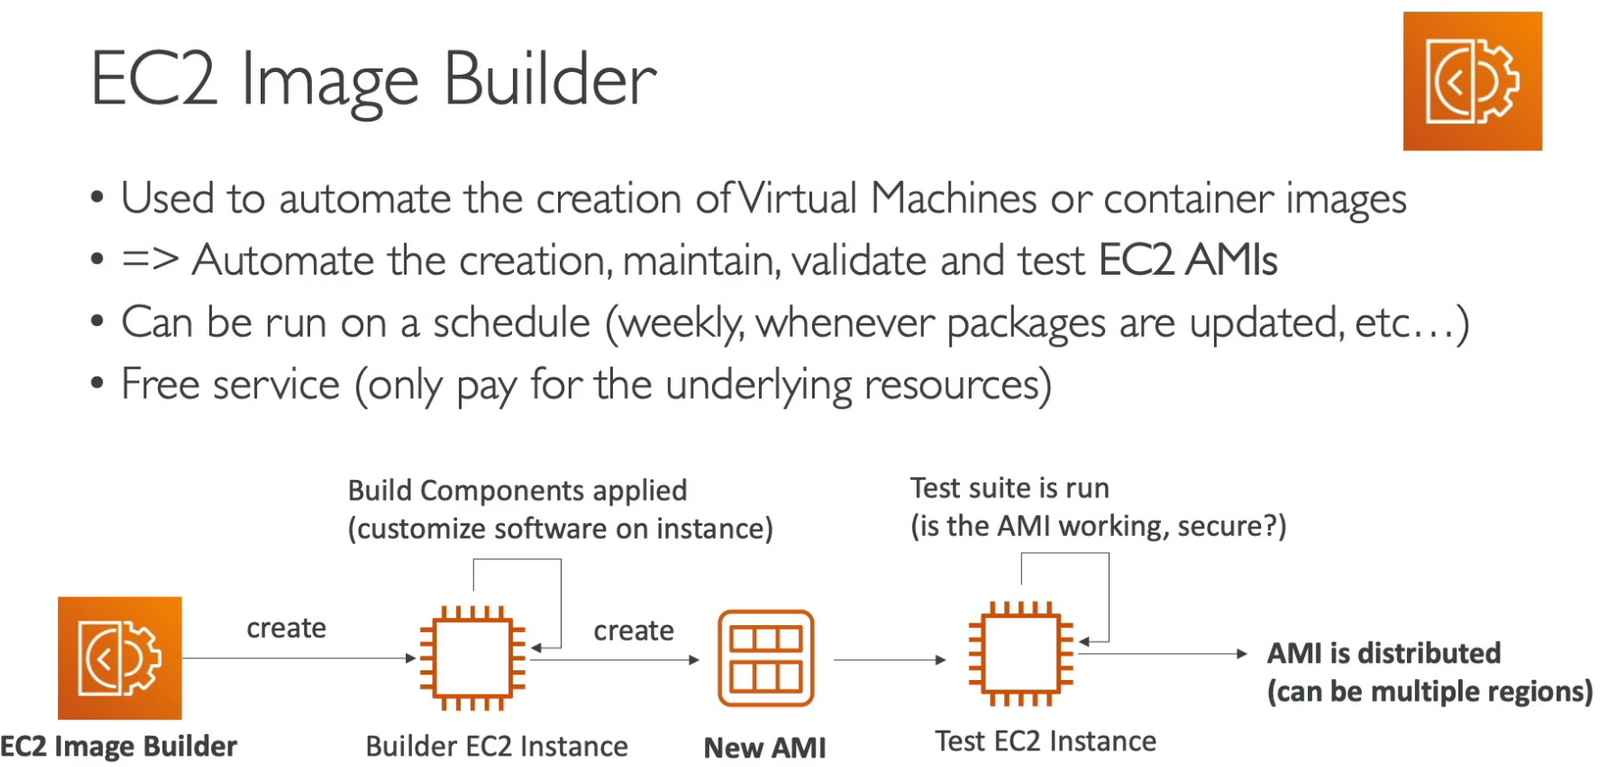 EC2 Image Builder
• Used to automate the creation of Virtual Machines or container images
• => Automate the creation, maintain, validate and test EC2 AMIs
• Can be run on a schedule (weekly, whenever packages are updated, etc…)
• Free service (only pay for the underlying resources)
Build Components applied
(customize software on instance)
Test suite is run
(is the AMI working, secure?)
create
create
AMI is distributed
(can be multiple regions)
EC2 Image Builder
Builder EC2 Instance
New AMI
Test EC2 Instance